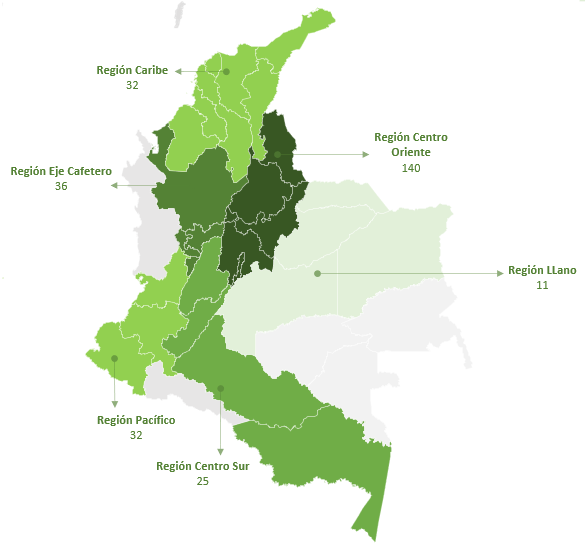 Región Caribe
32
Región Centro
Oriente
140
Región Eje Cafetero
36
Región LLano
11
Región Pacífico
32
Región Centro Sur
25